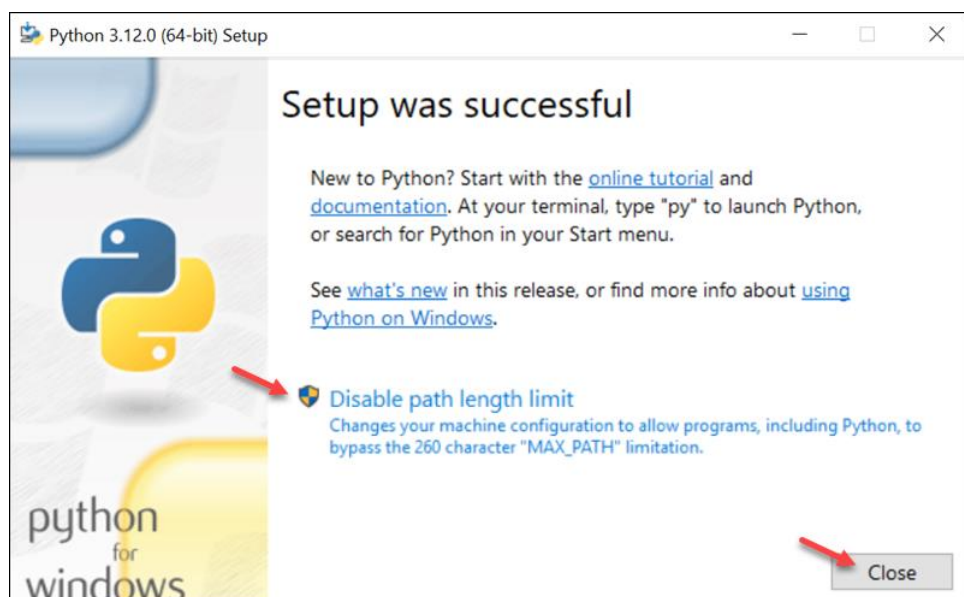 Python 3.12.0 (64-bit) Setup
Setup was successful
New to Python? Start with the online tutorial and
documentation. At your terminal, type "py" to launch Python,
or search for Python in your Start menu.
See what's new in this release, or find more info about using
Python on Windows.
Disable path length limit
Changes your machine configuration to allow programs, including Python, to
bypass the 260 character "MAX_PATH" limitation.
python
for
windows
Close